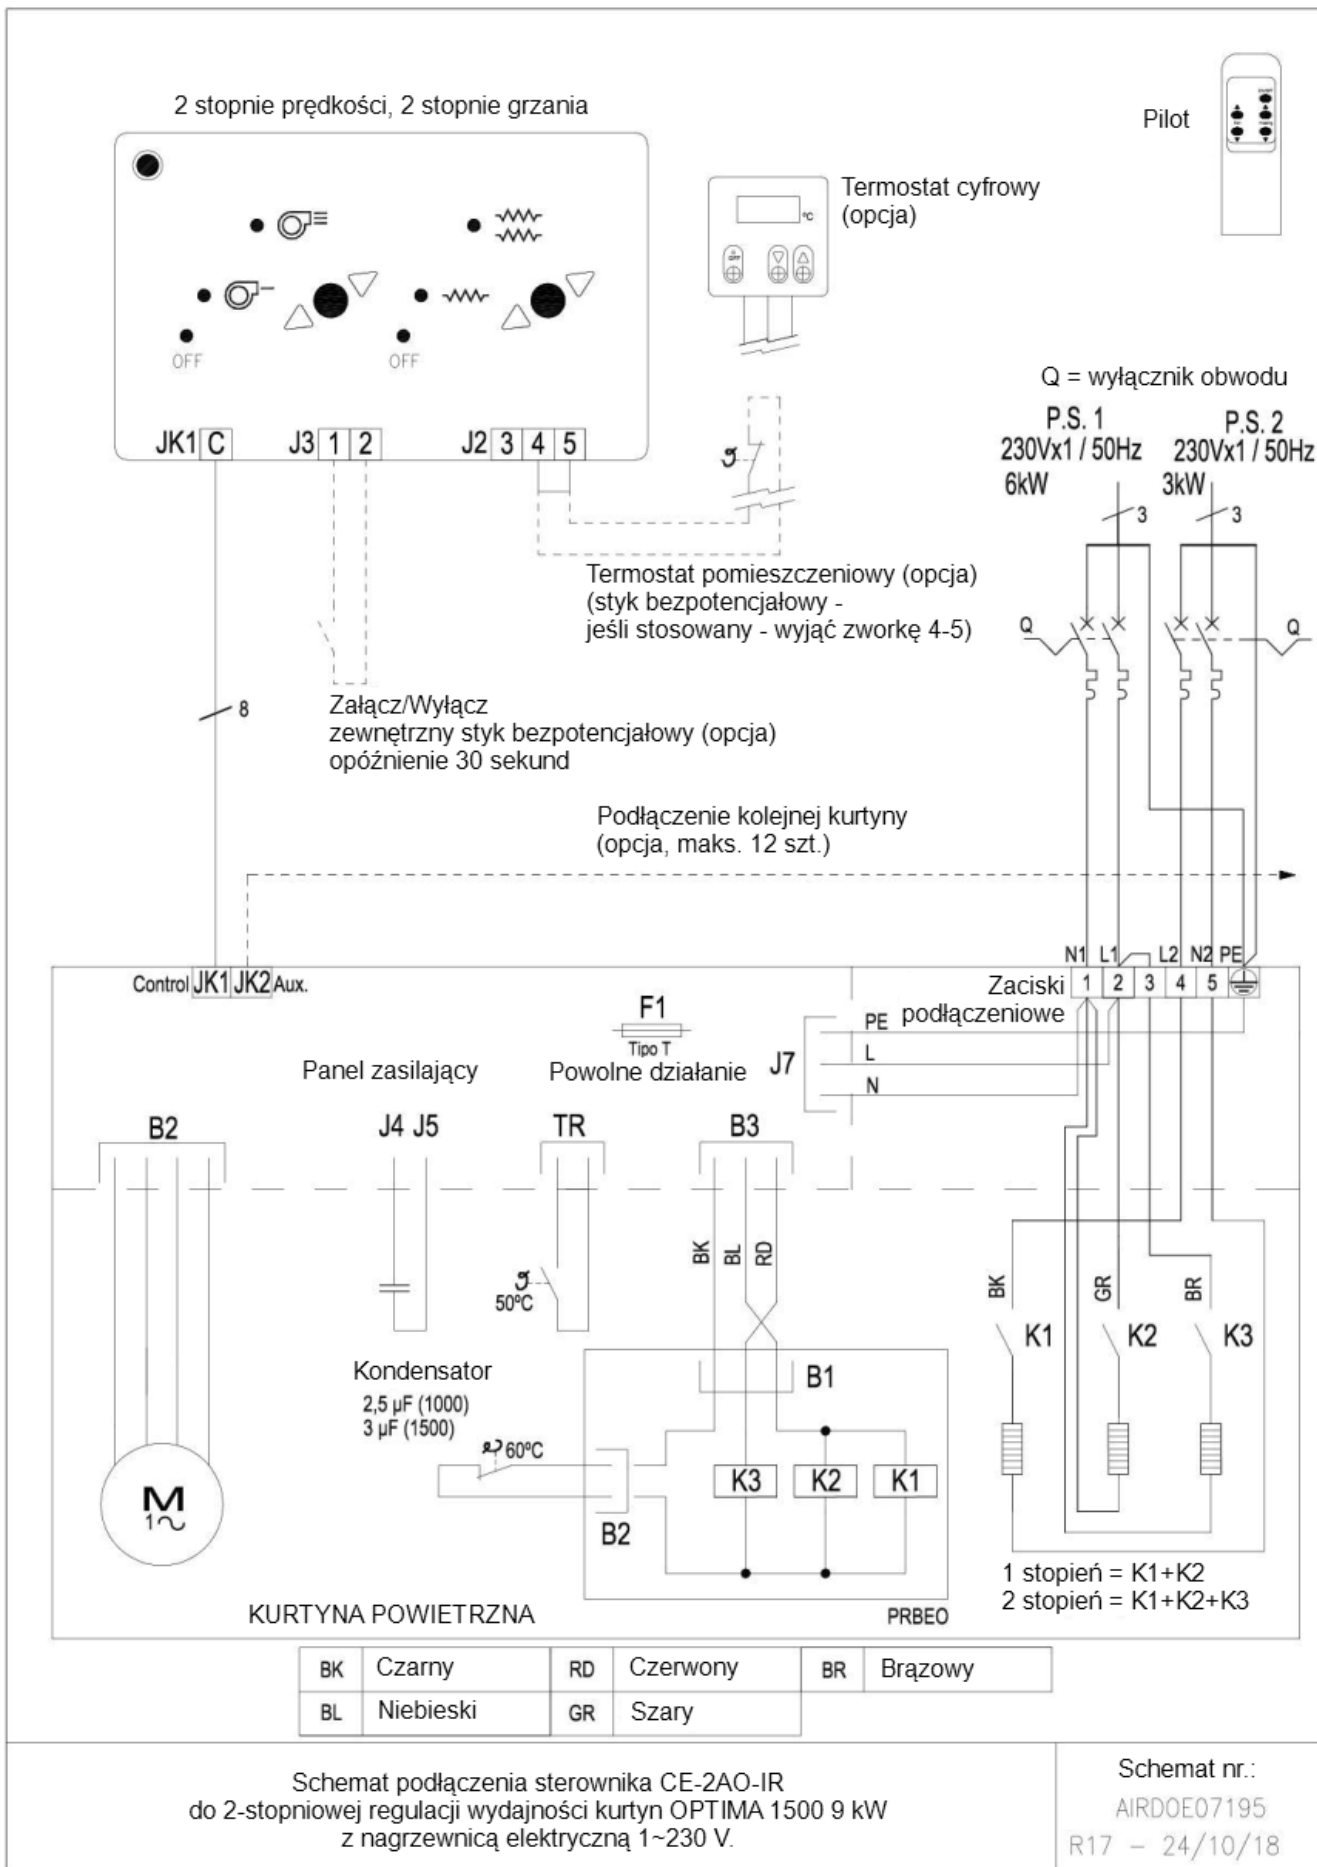 2 stopnie prędkości, 2 stopnie grzania
Pilot
Termostat cyfrowy
(opcja)
°C
OFF
OFF
OFF
JK1 C
J3 1 2
J2 3 4 5
Q = wyłącznik obwodu
P.S. 1
230Vx1 / 50Hz
6kW
P.S. 2
230Vx1 / 50Hz
3kW
3
3
Termostat pomieszczeniowy (opcja)
(styk bezpotencjałowy -
jeśli stosowany - wyjąć zworkę 4-5)
Q
Q
8
Załącz/Wyłącz
zewnętrzny styk bezpotencjałowy (opcja)
opóźnienie 30 sekund
Podłączenie kolejnej kurtyny
(opcja, maks. 12 szt.)
N1 L1 L2 N2 PE
Control JK1 JK2 Aux.
Zaciski
podłączeniowe
1 2 3 4 5
F1
Tipo T
Powolne działanie
Panel zasilający
J7
PE
L
N
B2
J4 J5
TR
B3
BK
BL
RD
50ºC
BK
GR
BR
K1
K2
K3
Kondensator
2,5 µF (1000)
3 µF (1500)
60ºC
B1
K3
K2
K1
B2
M
1
1 stopień = K1+K2
2 stopień = K1+K2+K3
KURTYNA POWIETRZNA
PRBEO
BK Czarny RD Czerwony BR Brązowy
BL Niebieski GR Szary
Schemat podłączenia sterownika CE-2AO-IR
do 2-stopniowej regulacji wydajności kurtyn OPTIMA 1500 9 kW
z nagrzewnicą elektryczną 1~230 V.
Schemat nr.:
AIRDOE07195
R17 – 24/10/18